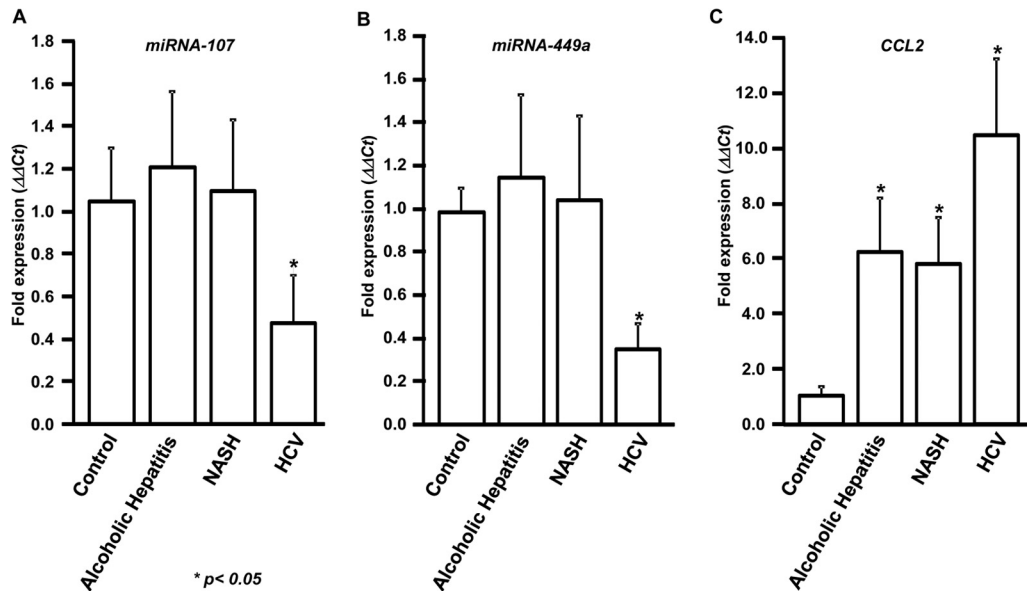 A
miRNA-107
Fold expression (ΔΔCt)
1.8
1.6
1.4
1.2
1.0
0.8
0.6
0.4
0.2
0.0
*
Control
Alcoholic Hepatitis
NASH
HCV
* p< 0.05
B
miRNA-449a
Fold expression (ΔΔCt)
1.8
1.6
1.4
1.2
1.0
0.8
0.6
0.4
0.2
0.0
*
Control
Alcoholic Hepatitis
NASH
HCV
C
CCL2
Fold expression (ΔΔCt)
14.0
12.0
10.0
8.0
6.0
4.0
2.0
0.0
*
*
*
Control
Alcoholic Hepatitis
NASH
HCV